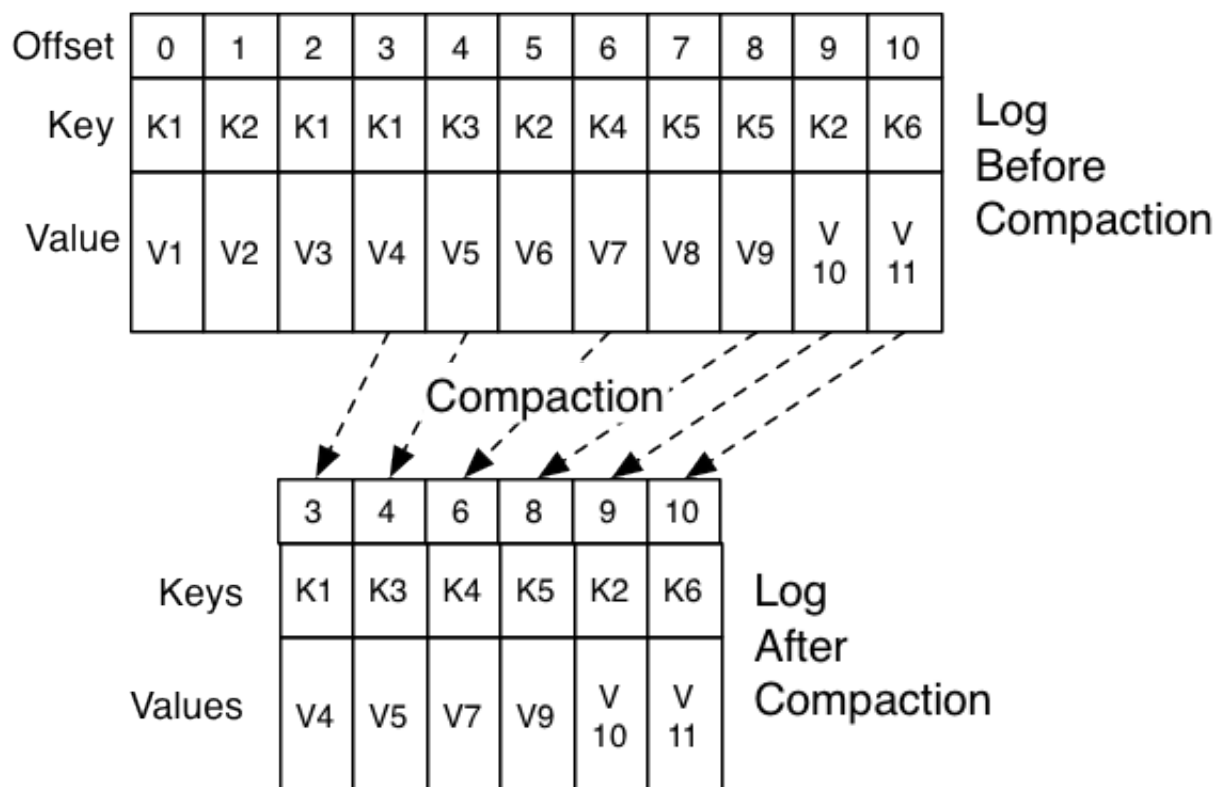 Offset 0 1 2 3 4 5 6 7 8 9 10
Key K1 K2 K1 K1 K3 K2 K4 K5 K5 K2 K6
Value V1 V2 V3 V4 V5 V6 V7 V8 V9 V 10 V 11
Log
Before
Compaction
Compaction
3 4 6 8 9 10
Keys K1 K3 K4 K5 K2 K6
Values V4 V5 V7 V9 V 10 V 11
Log
After
Compaction